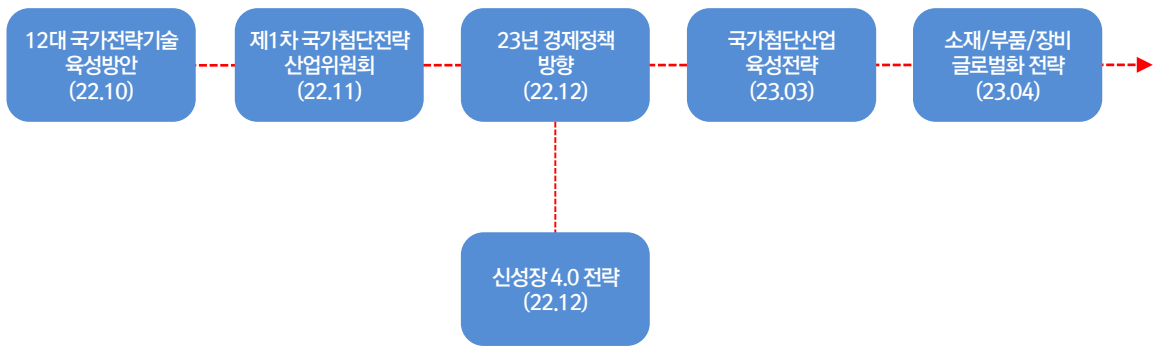 12대 국가전략기술
육성방안
(22.10)
제1차 국가첨단전략
산업위원회
(22.11)
23년 경제정책
방향
(22.12)
국가첨단산업
육성전략
(23.03)
소재/부품/장비
글로벌화 전략
(23.04)
신성장 4.0 전략
(22.12)